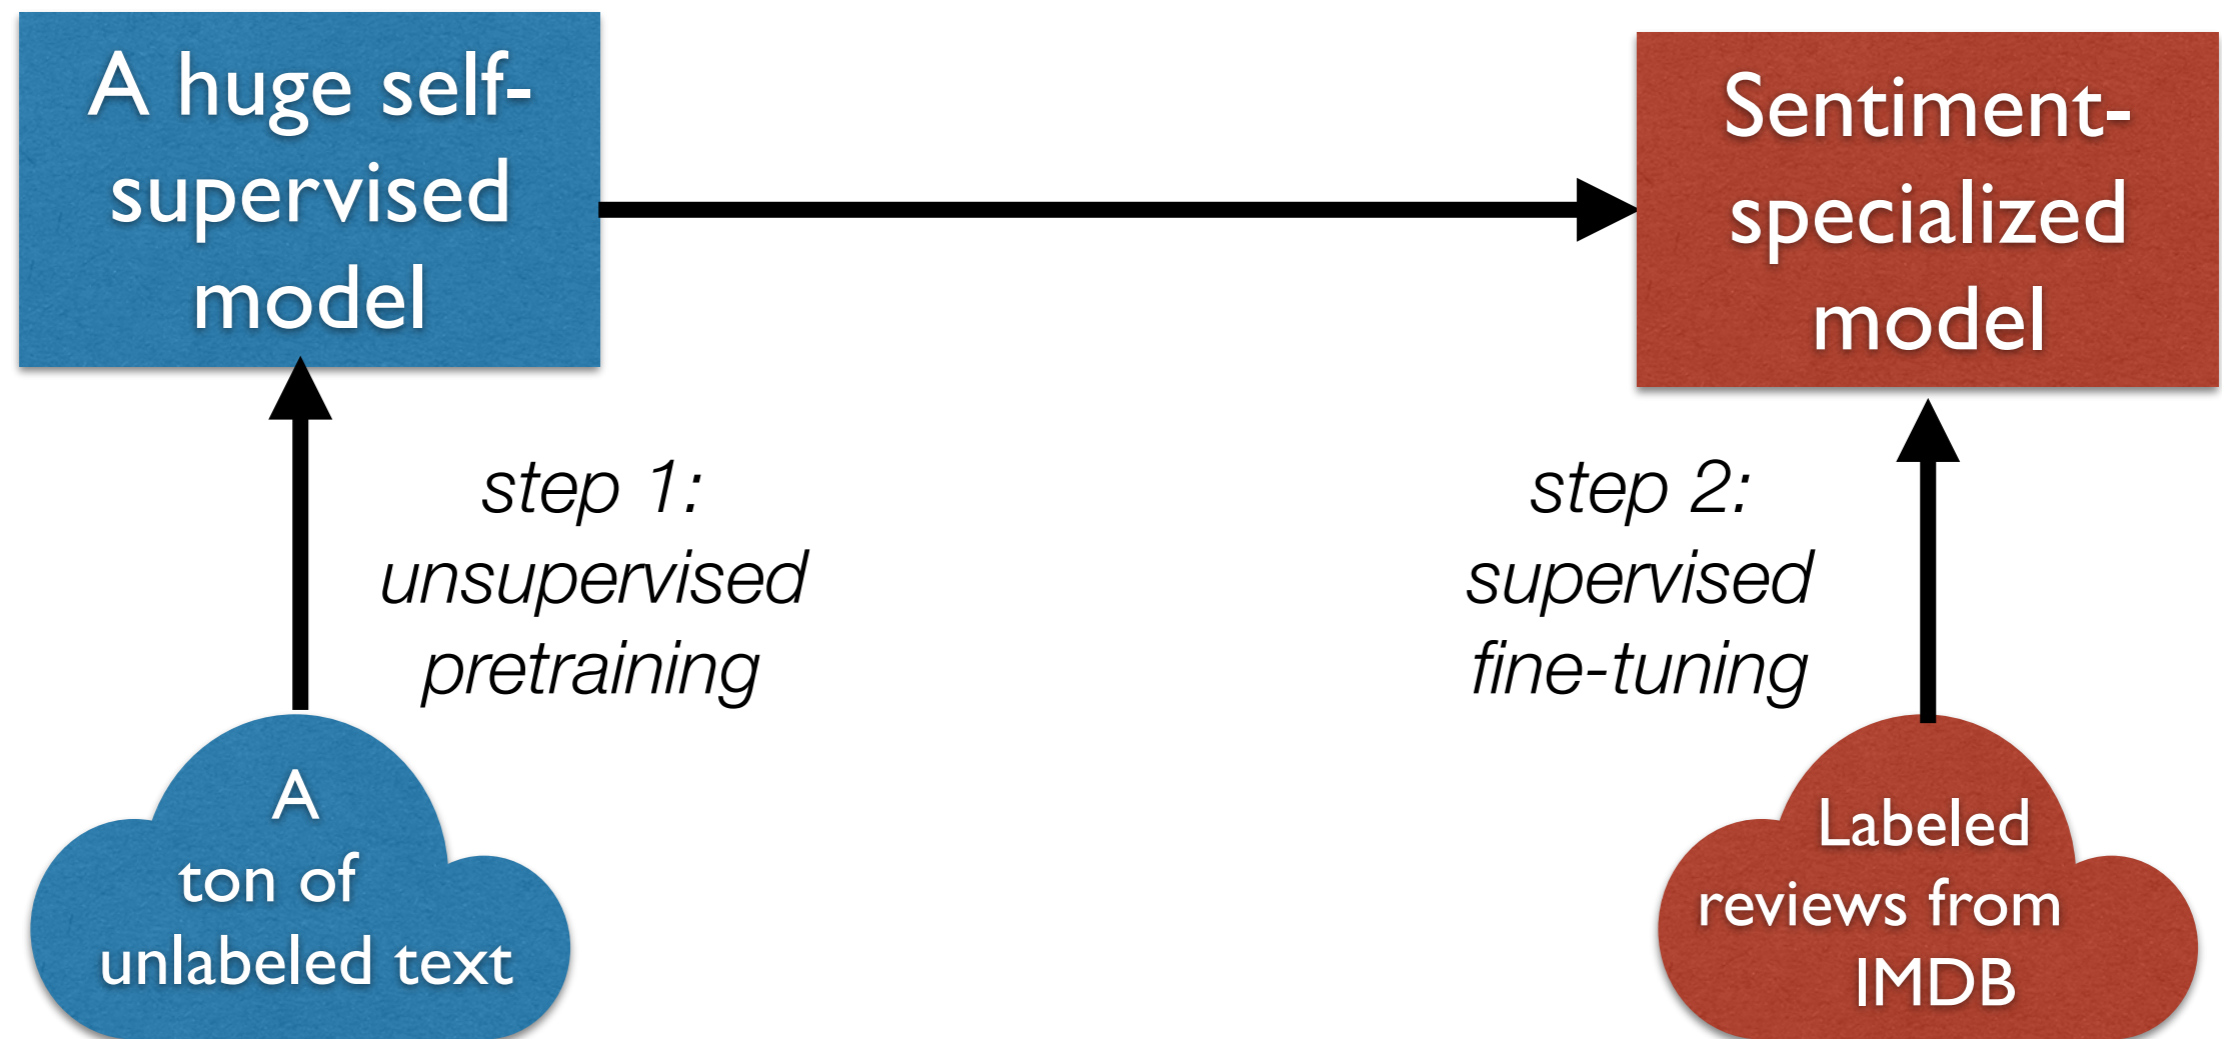 A huge self-
supervised
model
Sentiment-
specialized
model
step 1:
unsupervised
pretraining
step 2:
supervised
fine-tuning
A
ton of
unlabeled text
Labeled
reviews from
IMDB